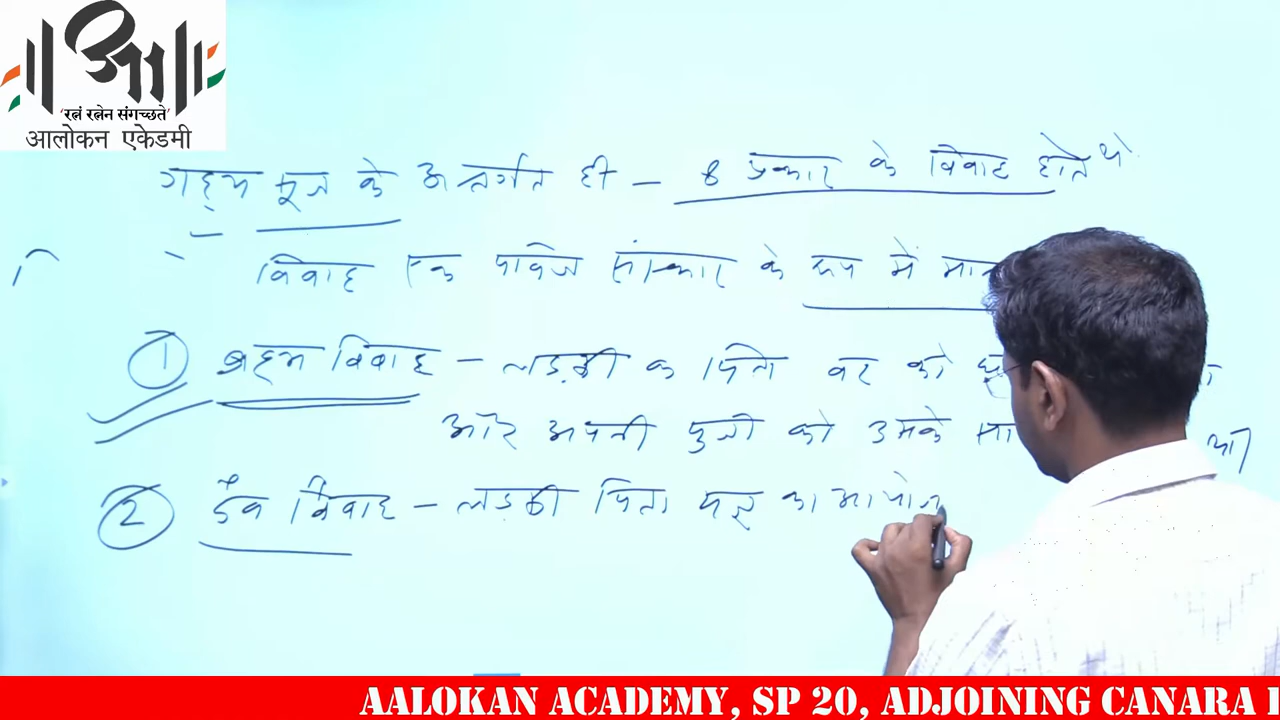 'रत्नं रत्नेन संगच्छते'
आलोकन एकेडमी
गृह्य सूत्र के अन्तर्गत ही - 8 प्रकार के विवाह होते थे
विवाह एक पवित्र संस्कार के रूप में
1 ब्रह्म विवाह - लड़की के पिता वर को
और अपनी पुत्री को उसके था
2 दैव विवाह - लड़की पिता यज्ञ का आयोज
AALOKAN ACADEMY, SP 20, ADJOINING CANARA